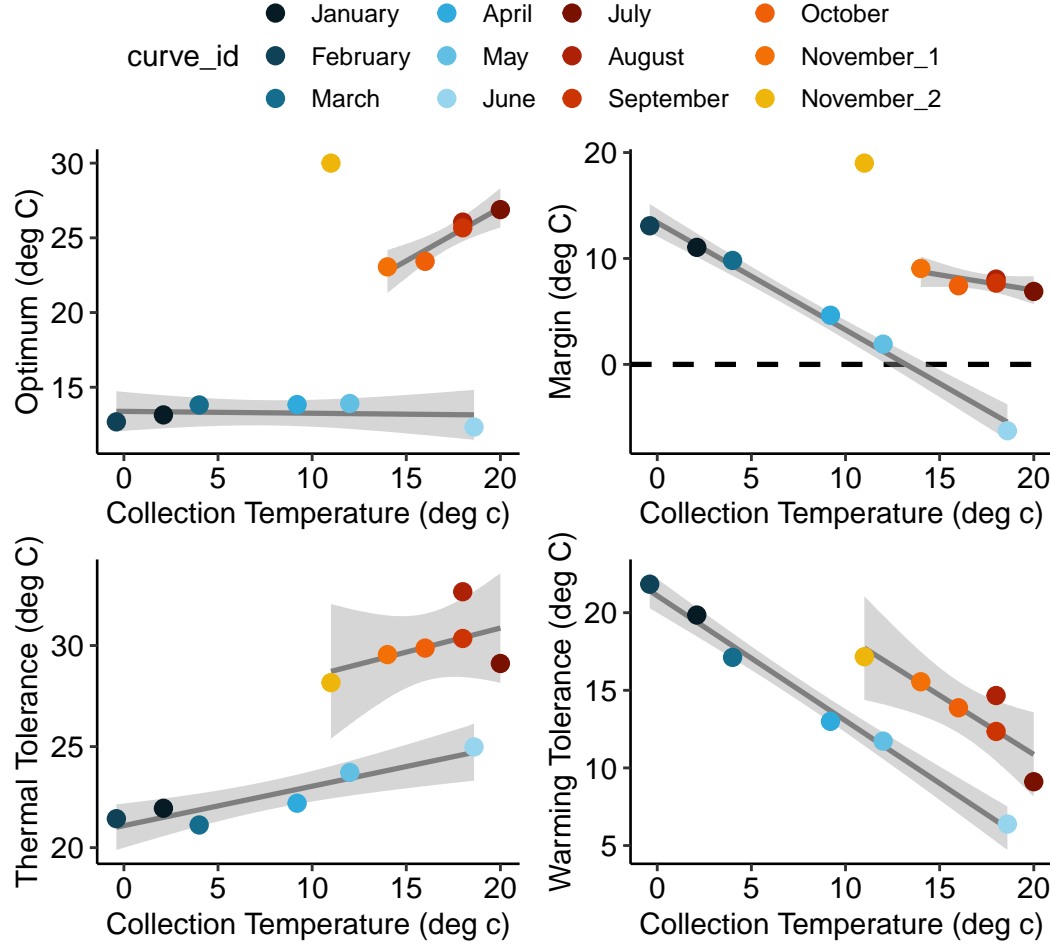 January April July October
curve_id February May August November_1
March June September November_2
30
25
20
15
Optimum (deg C)
0 5 10 15 20
Collection Temperature (deg c)
20
10
0
Margin (deg C)
0 5 10 15 20
Collection Temperature (deg c)
30
25
20
Thermal Tolerance (deg C)
0 5 10 15 20
Collection Temperature (deg c)
20
15
10
5
Warming Tolerance (deg C)
0 5 10 15 20
Collection Temperature (deg c)